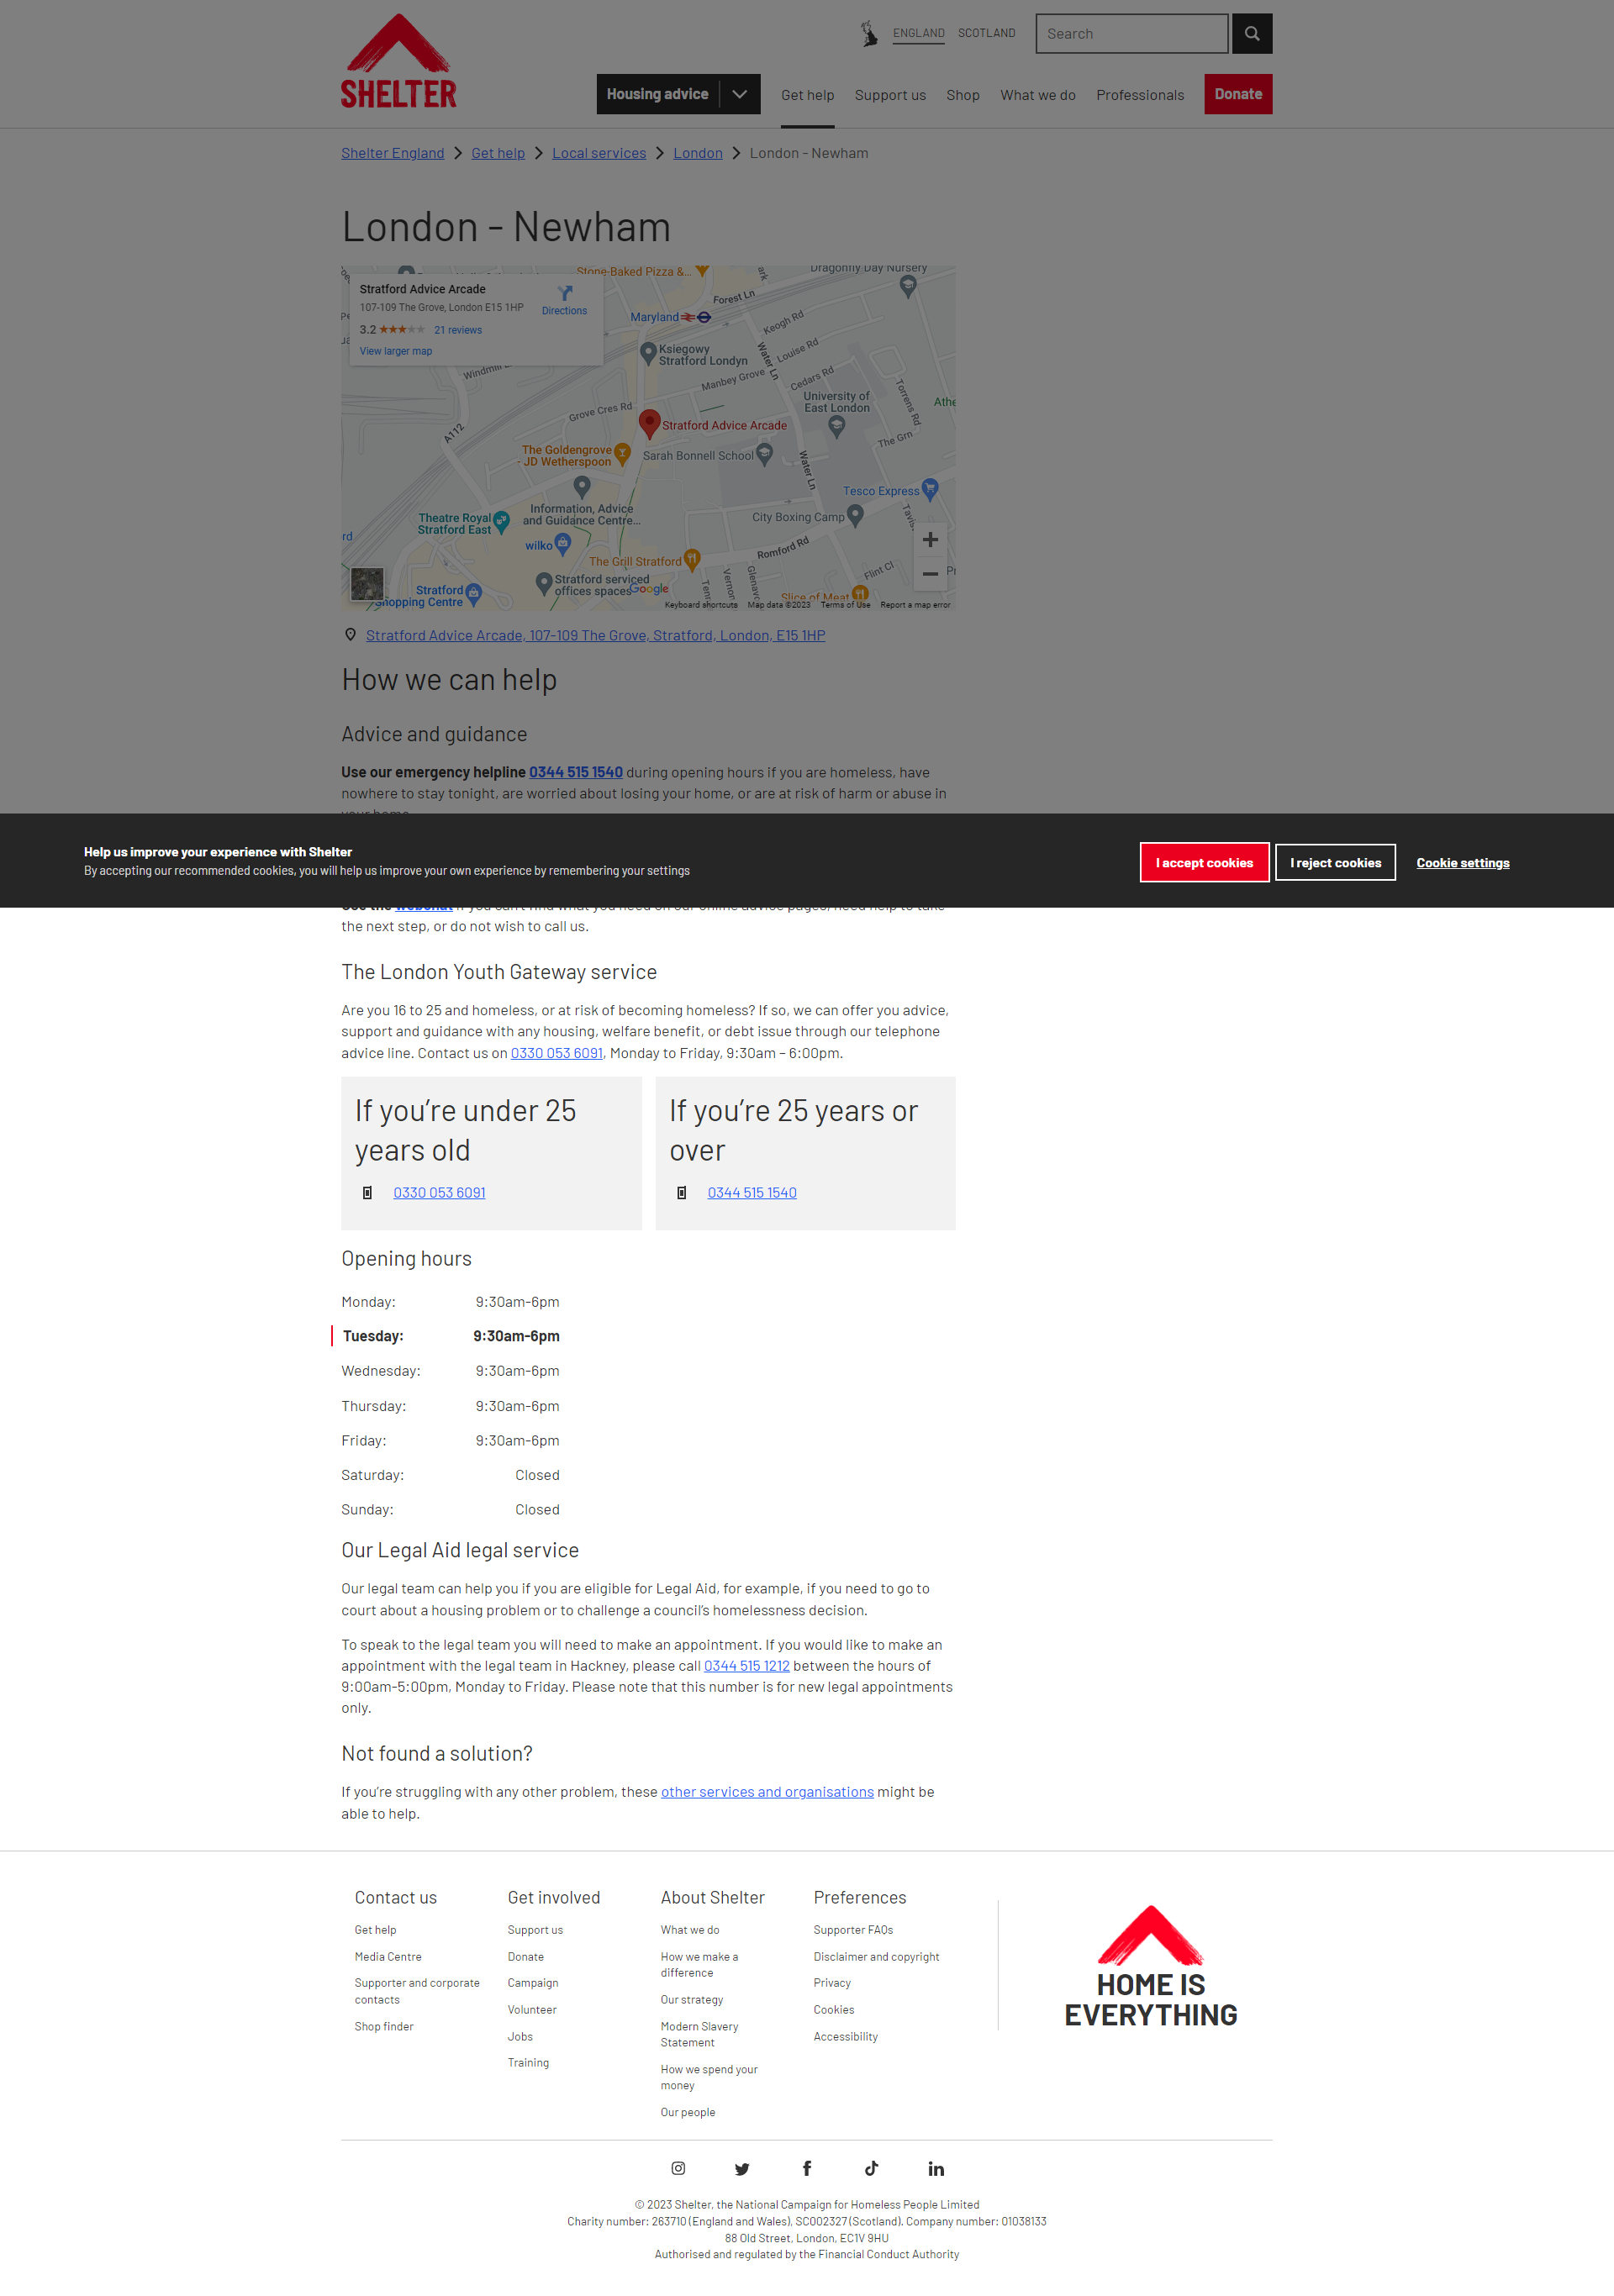 SHELTER
ENGLAND
SCOTLAND
Search
Housing advice
Get help
Support us
Shop
What we do
Professionals
Donate
Shelter England
Get help
Local services
London
London - Newham
London - Newham
Stone Baked Pizza &...
Dragonfly Day Nursery
Stratford Advice Arcade
107-109 The Grove, London E15 1HP
Directions
3.2
21 reviews
View larger map
Forest Ln
Maryland
Keogh Rd
Ksiegowy
Stratford Londyn
Water Ln
Louise Rd
Windmill
Manbey Grove
Cedars Rd
Torrens Rd
University of
East London
Athe
Grove Cres Rd
A112
Stratford Advice Arcade
The Grn
The Goldengrove
- JD Wetherspoon
Sarah Bonnell School
Water Ln
Tesco Express
Information, Advice
and Guidance Centre...
City Boxing Camp
Theatre Royal
Stratford East
wilko
Romford Rd
The Grill Stratford
Flint Cl
Stratford serviced
offices spaces
Google
Vernon
Glenavo
Stratford
Shopping Centre
Slice of Meat
Keyboard shortcuts
Map data ©2023
Terms of Use
Report a map error
Stratford Advice Arcade, 107-109 The Grove, Stratford, London, E15 1HP
How we can help
Advice and guidance
Use our emergency helpline 0344 515 1540 during opening hours if you are homeless, have
nowhere to stay tonight, are worried about losing your home, or are at risk of harm or abuse in
your home.
Help us improve your experience with Shelter
By accepting our recommended cookies, you will help us improve your own experience by remembering your settings
I accept cookies
I reject cookies
Cookie settings
Use the webchat if you can't find what you need on our online advice pages, need help to take
the next step, or do not wish to call us.
The London Youth Gateway service
Are you 16 to 25 and homeless, or at risk of becoming homeless? If so, we can offer you advice,
support and guidance with any housing, welfare benefit, or debt issue through our telephone
advice line. Contact us on 0330 053 6091, Monday to Friday, 9:30am – 6:00pm.
If you’re under 25
years old
0330 053 6091
If you’re 25 years or
over
0344 515 1540
Opening hours
Monday: 9:30am-6pm
Tuesday: 9:30am-6pm
Wednesday: 9:30am-6pm
Thursday: 9:30am-6pm
Friday: 9:30am-6pm
Saturday: Closed
Sunday: Closed
Our Legal Aid legal service
Our legal team can help you if you are eligible for Legal Aid, for example, if you need to go to
court about a housing problem or to challenge a council’s homelessness decision.
To speak to the legal team you will need to make an appointment. If you would like to make an
appointment with the legal team in Hackney, please call 0344 515 1212 between the hours of
9:00am-5:00pm, Monday to Friday. Please note that this number is for new legal appointments
only.
Not found a solution?
If you’re struggling with any other problem, these other services and organisations might be
able to help.
Contact us
Get help
Media Centre
Supporter and corporate
contacts
Shop finder
Get involved
Support us
Donate
Campaign
Volunteer
Jobs
Training
About Shelter
What we do
How we make a
difference
Our strategy
Modern Slavery
Statement
How we spend your
money
Our people
Preferences
Supporter FAQs
Disclaimer and copyright
Privacy
Cookies
Accessibility
HOME IS
EVERYTHING
© 2023 Shelter, the National Campaign for Homeless People Limited
Charity number: 263710 (England and Wales), SC002327 (Scotland). Company number: 01038133
88 Old Street, London, EC1V 9HU
Authorised and regulated by the Financial Conduct Authority